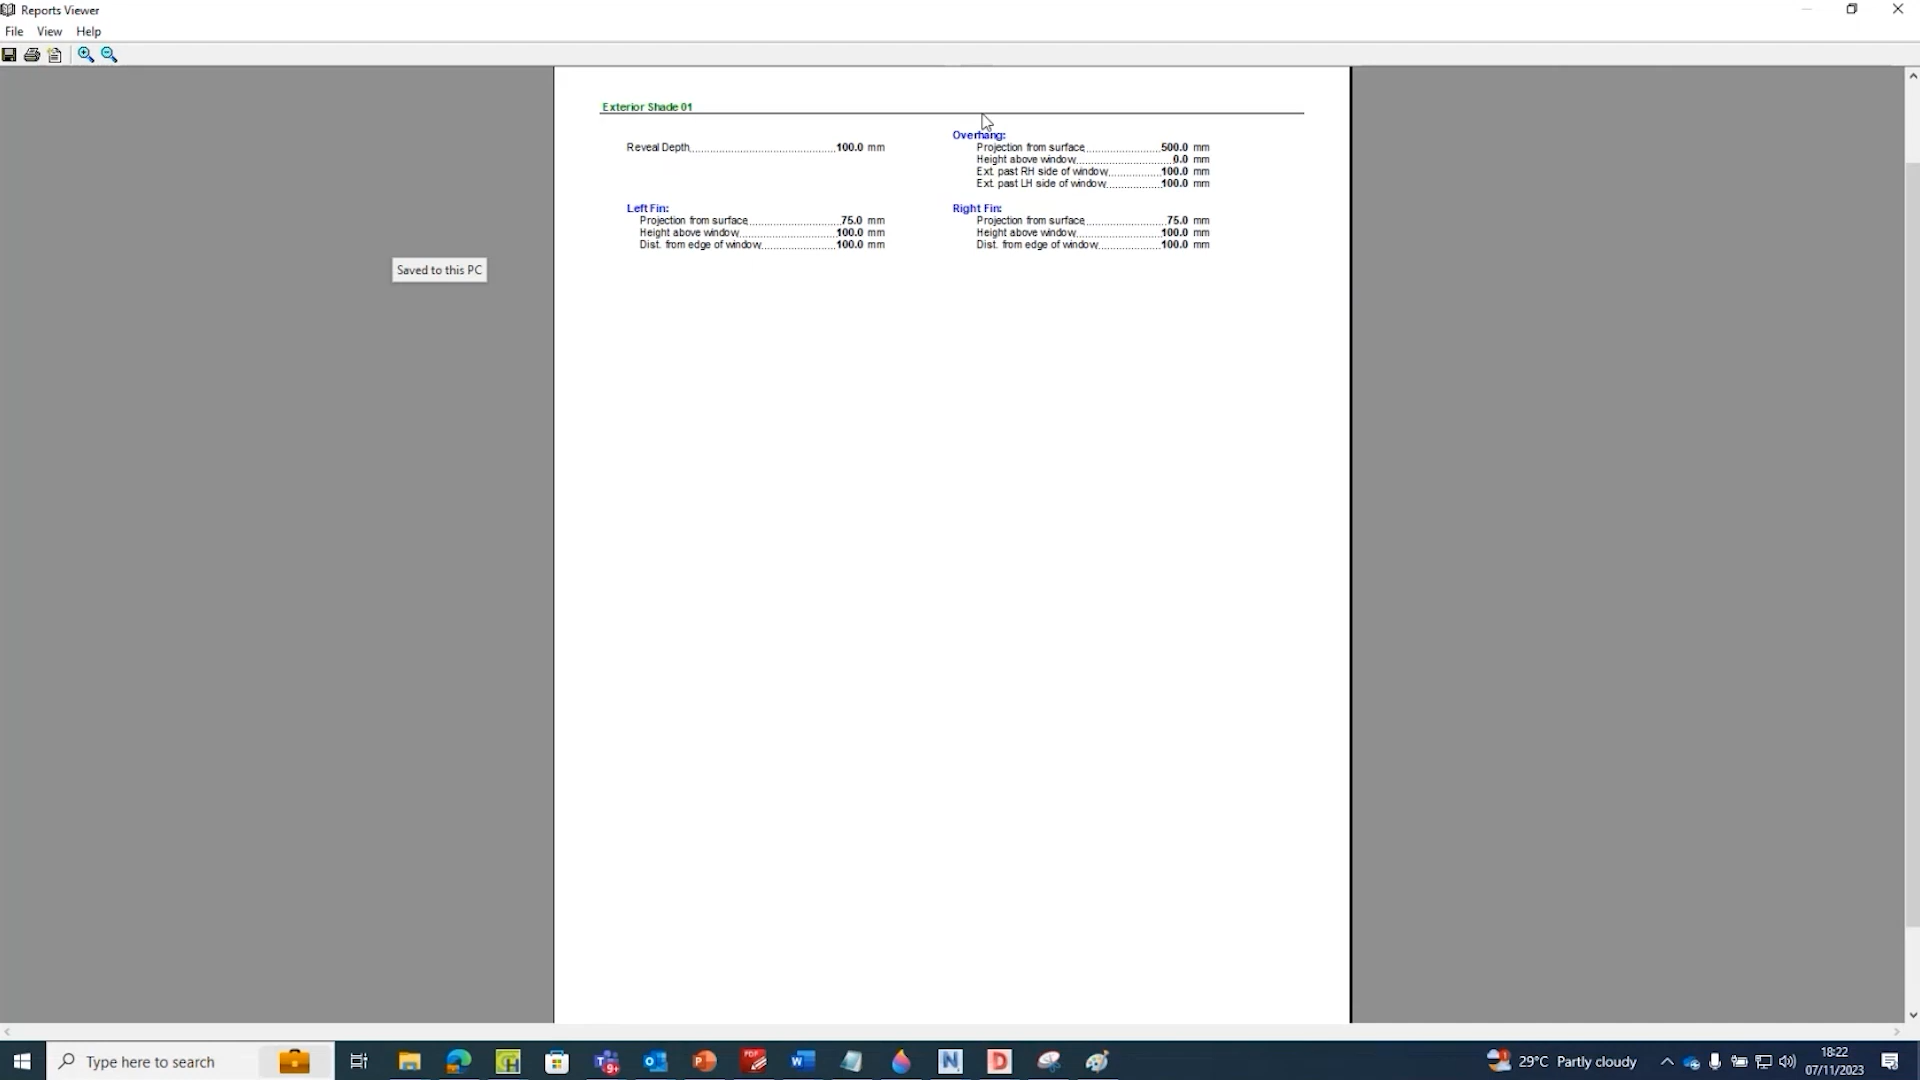 Reports Viewer
File View Help
Exterior Shade 01
Reveal Depth 100.0 mm
Overhang:
Projection from surface 500.0 mm
Height above window 0.0 mm
Ext. past RH side of window 100.0 mm
Ext. past LH side of window 100.0 mm
Left Fin:
Projection from surface 75.0 mm
Height above window 100.0 mm
Dist. from edge of window 100.0 mm
Right Fin:
Projection from surface 75.0 mm
Height above window 100.0 mm
Dist. from edge of window 100.0 mm
Saved to this PC
Type here to search
29°C Partly cloudy
18:22
07/11/2023